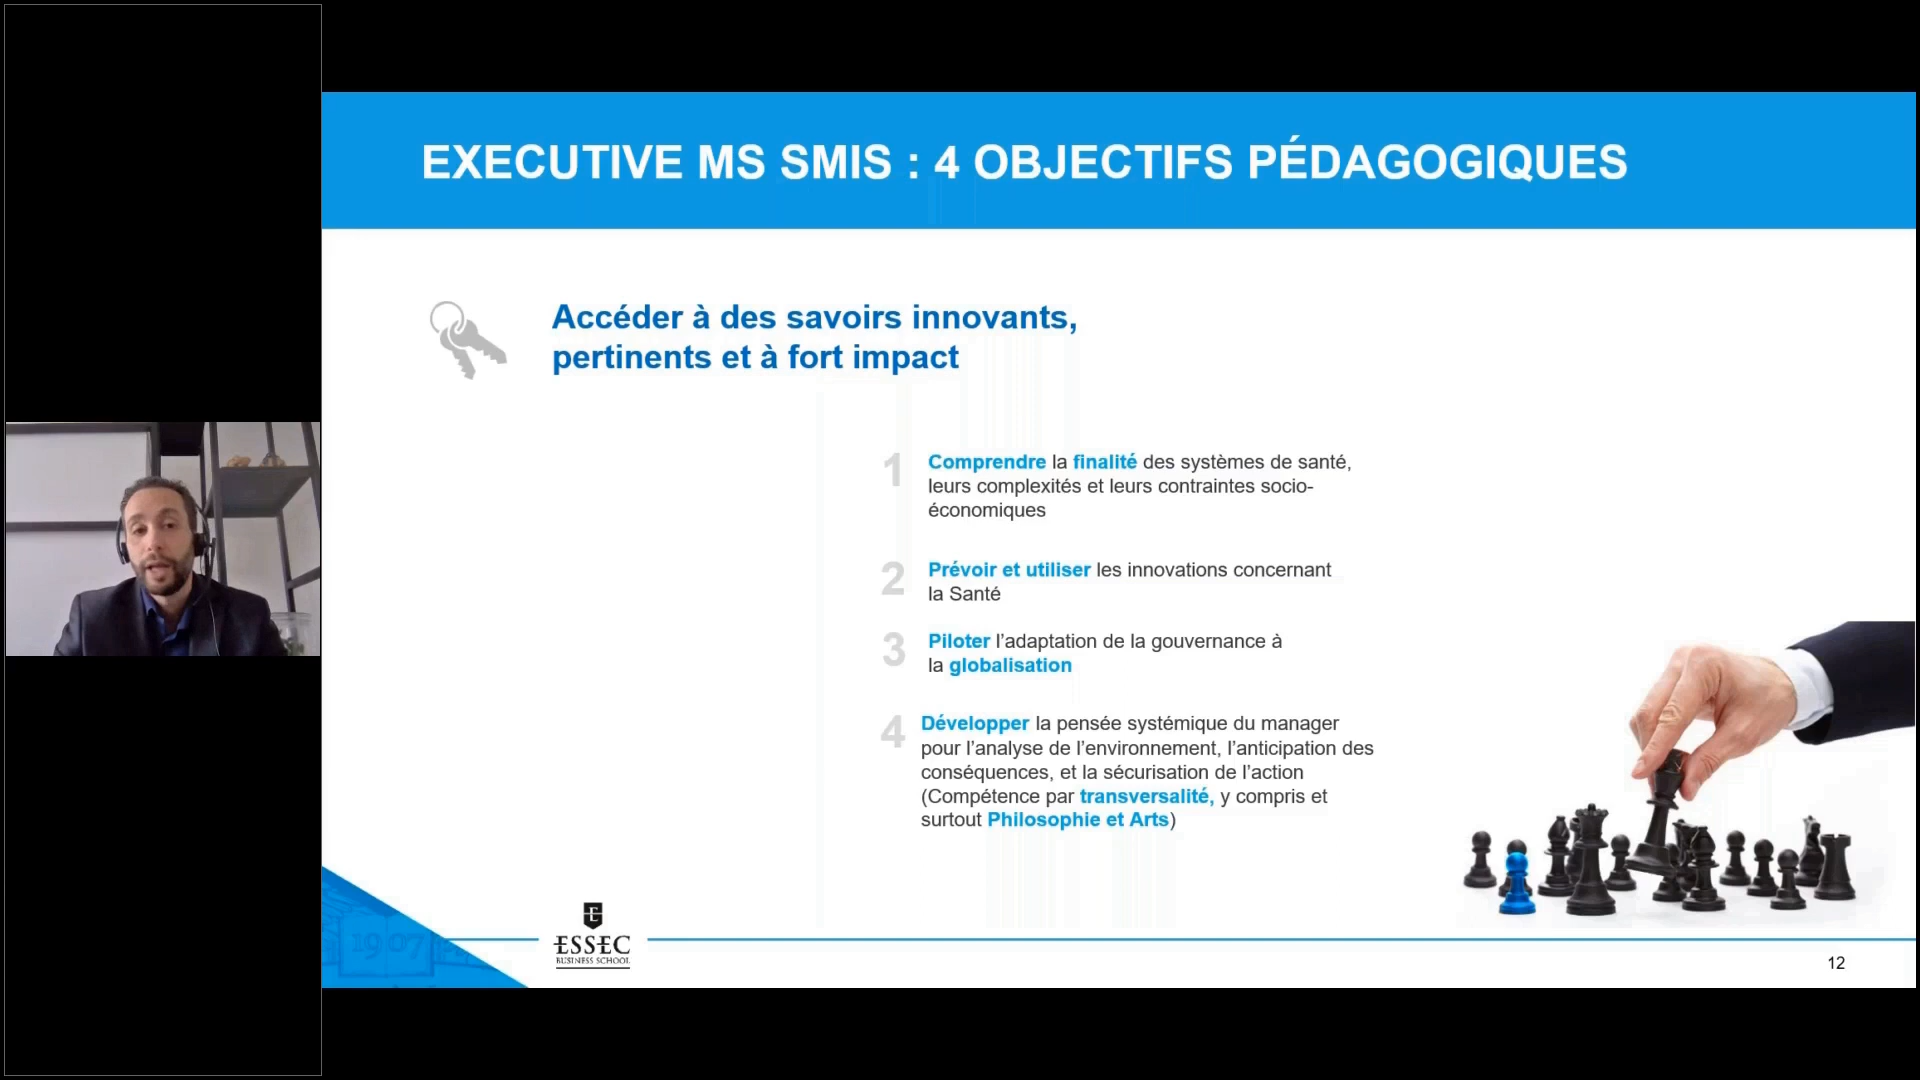 EXECUTIVE MS SMIS : 4 OBJECTIFS PÉDAGOGIQUES
Accéder à des savoirs innovants,
pertinents et à fort impact
1 Comprendre la finalité des systèmes de santé,
leurs complexités et leurs contraintes socio-
économiques
2 Prévoir et utiliser les innovations concernant
la Santé
3 Piloter l’adaptation de la gouvernance à
la globalisation
4 Développer la pensée systémique du manager
pour l’analyse de l’environnement, l’anticipation des
conséquences, et la sécurisation de l’action
(Compétence par transversalité, y compris et
surtout Philosophie et Arts)
1907
ESSEC
BUSINESS SCHOOL
12